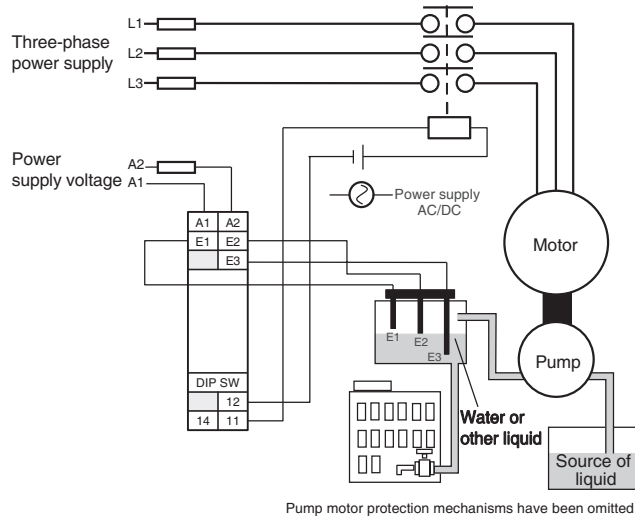 L1
L2
L3
Three-phase
power supply
Power
supply voltage
A2
A1
Power supply
AC/DC
A1 A2
E1 E2
E3
DIP SW
12
14 11
Motor
Pump
E1
E2
E3
Water or
other liquid
Source of
liquid
Pump motor protection mechanisms have been omitted